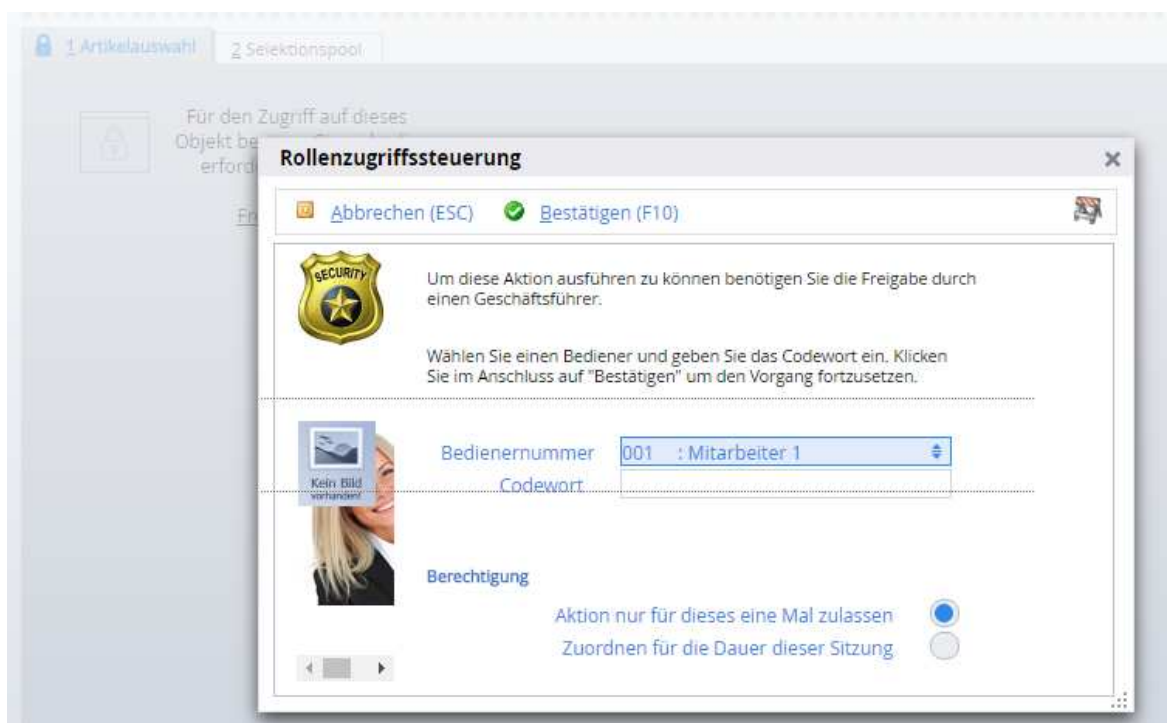 1 Artikelauswahl
2 Selektionspool
Für den Zugriff auf dieses
Objekt be
erford
Rollenzugriffssteuerung
Abbrechen (ESC)
Bestätigen (F10)
SECURITY
Um diese Aktion ausführen zu können benötigen Sie die Freigabe durch
einen Geschäftsführer.
Wählen Sie einen Bediener und geben Sie das Codewort ein. Klicken
Sie im Anschluss auf "Bestätigen" um den Vorgang fortzusetzen.
Kein Bild
vorhanden!
Bedienernummer 001 : Mitarbeiter 1
Codewort
Berechtigung
Aktion nur für dieses eine Mal zulassen
Zuordnen für die Dauer dieser Sitzung